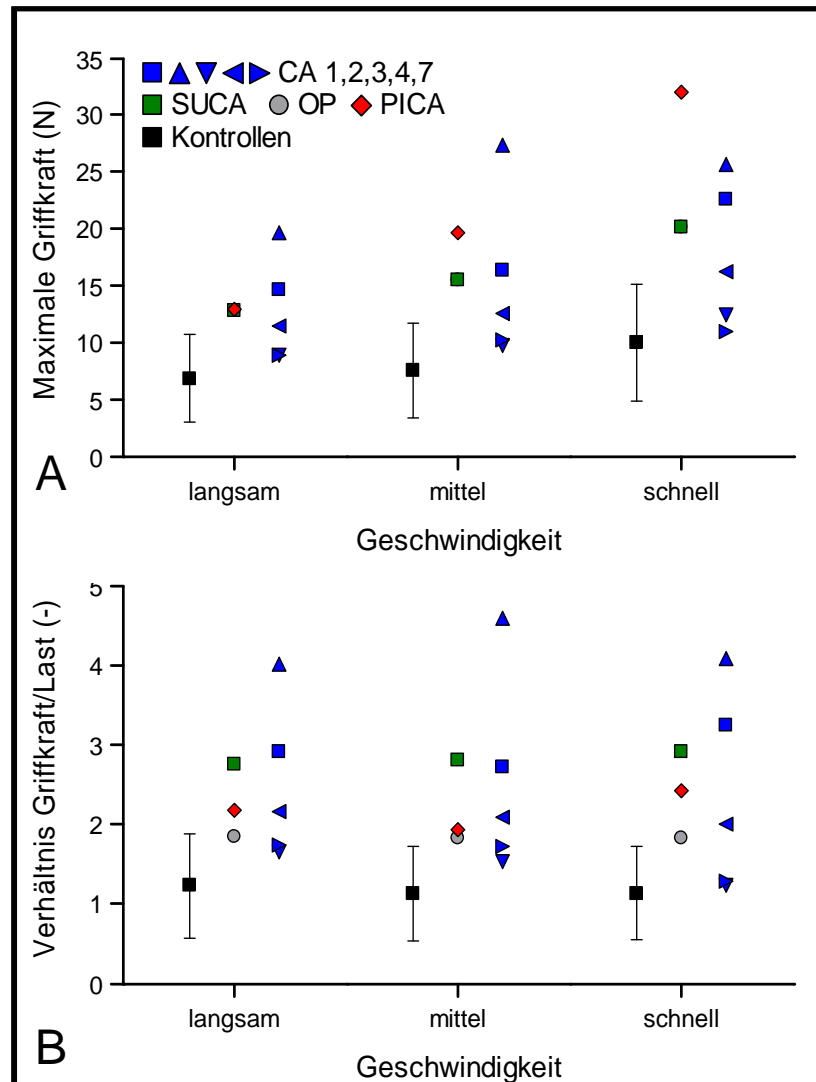 Maximale Griffkraft (N)
35
30
25
20
15
10
5
0
CA 1,2,3,4,7
SUCA OP PICA
Kontrollen
A
langsam mittel schnell
Geschwindigkeit
Verhältnis Griffkraft/Last (-)
5
4
3
2
1
0
B
langsam mittel schnell
Geschwindigkeit